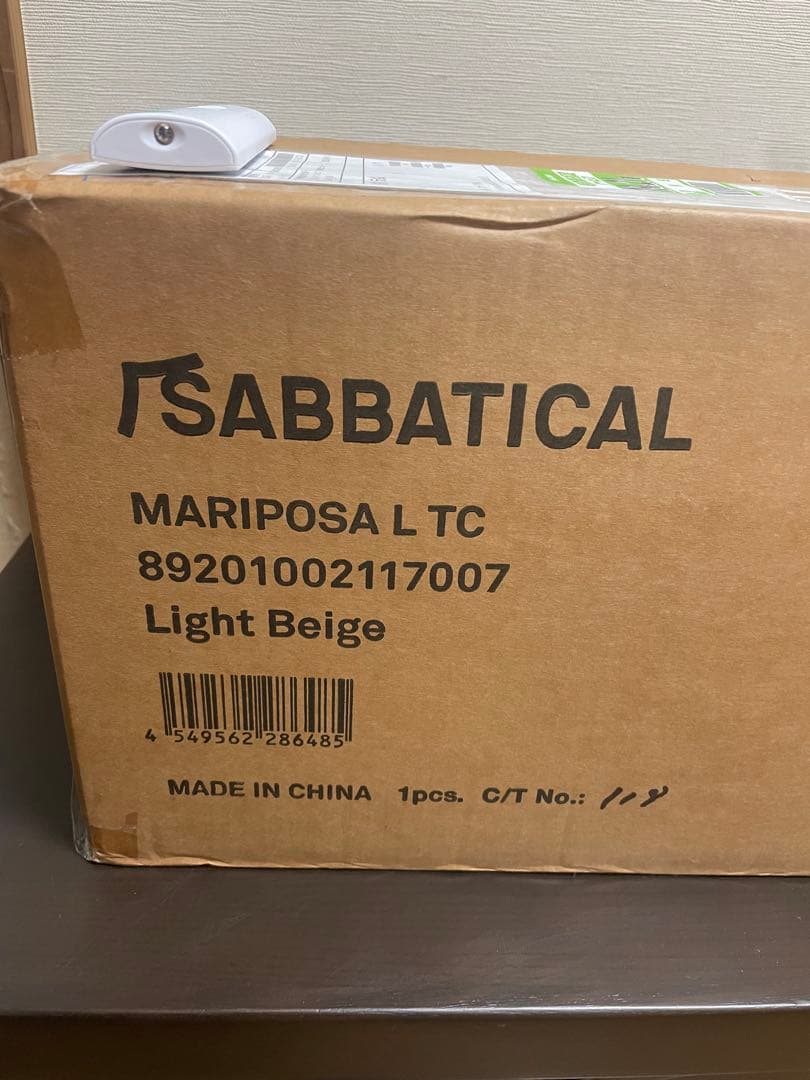 SABBATICAL
MARIPOSA L TC
89201002117007
Light Beige
4 549562 286485
MADE IN CHINA 1pcs. C/T No.: